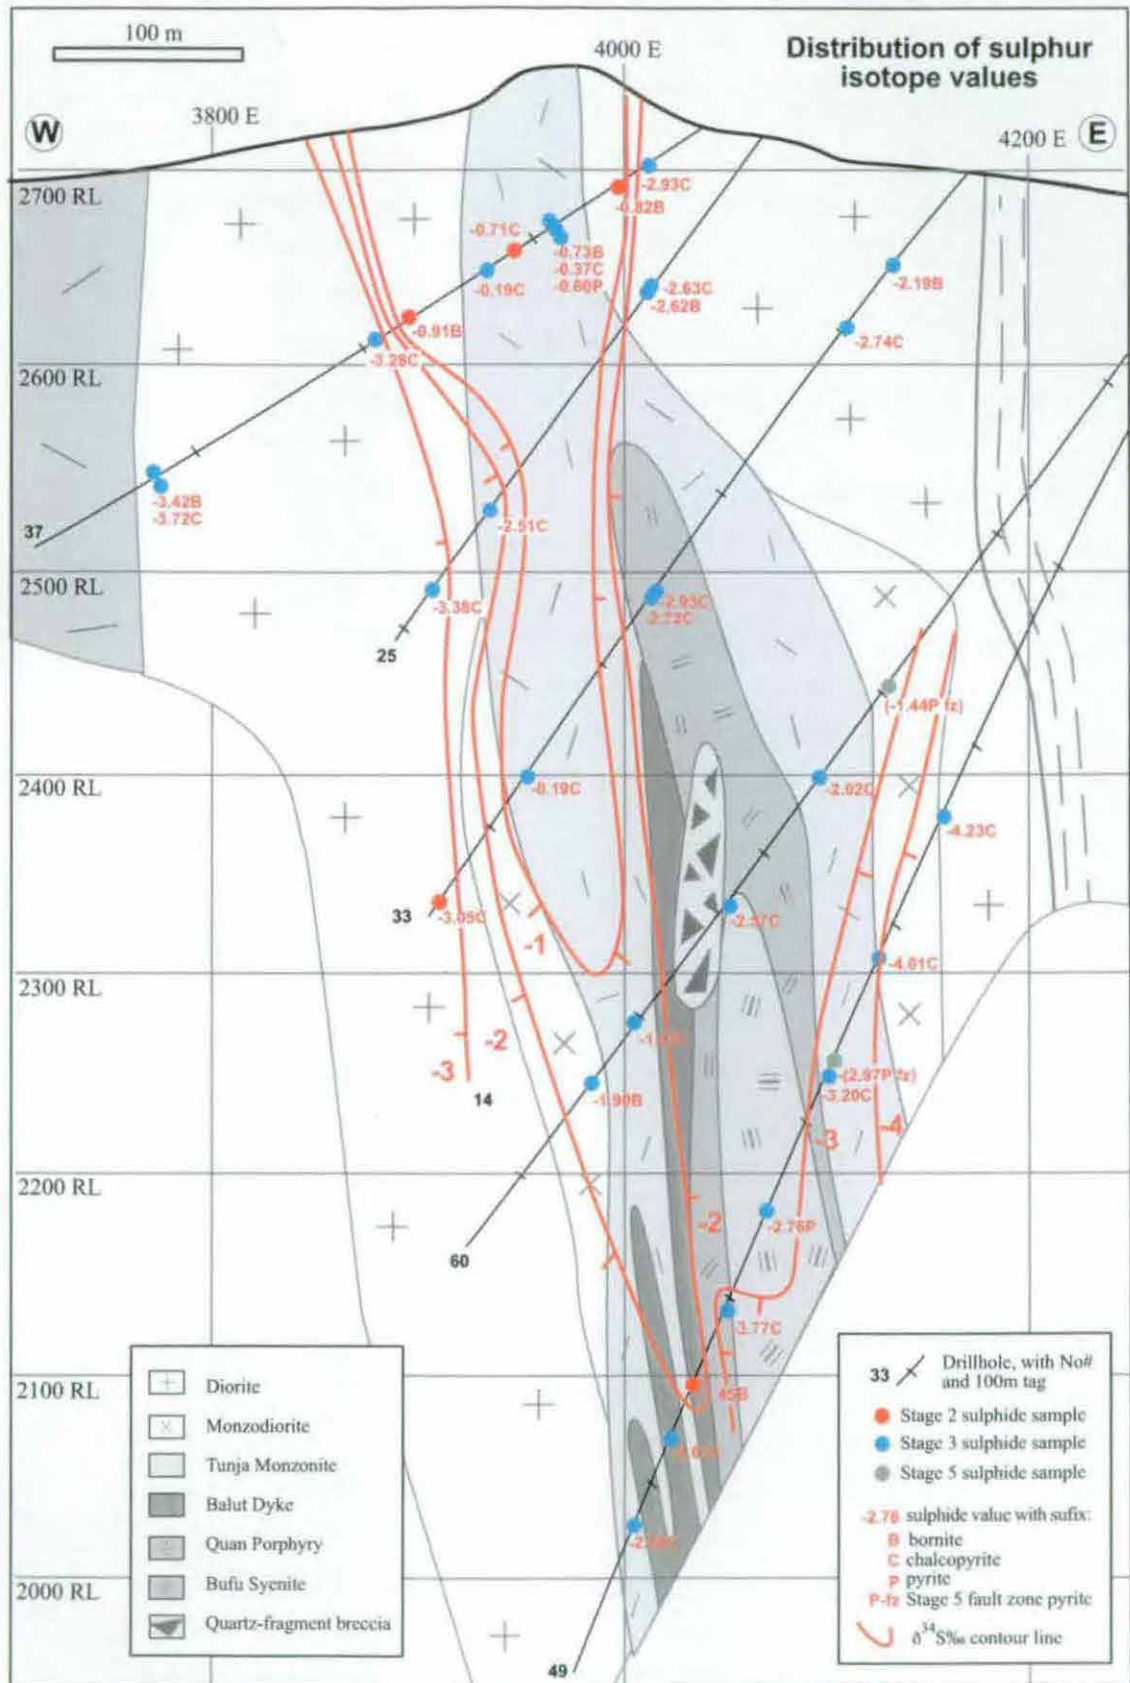 100 m
4000 E
Distribution of sulphur
isotope values
W
3800 E
4200 E
E
2700 RL
-2.93C
-0.82B
-0.71C
-0.73B
-0.37C
-0.60P
-0.19C
-2.63C
-2.62B
-2.19B
-0.91B
-3.28C
-2.74C
2600 RL
-3.42B
37
-2.51C
2500 RL
-3.38C
-2.93C
25
(-1.44P fz)
2400 RL
-0.19C
-2.02C
-4.23C
33
-3.05C
-1
-2.57C
-4.01C
2300 RL
-2
-3
14
-(2.97P fz)
-3.20C
-1.90B
-3
-4
2200 RL
-2
-2.76P
60
-3.77C
2100 RL
45B
2000 RL
49
Diorite
Monzodiorite
Tunja Monzonite
Balut Dyke
Quan Porphyry
Bufu Syenite
Quartz-fragment breccia
33 Drillhole, with No#
and 100m tag
Stage 2 sulphide sample
Stage 3 sulphide sample
Stage 5 sulphide sample
-2.76 sulphide value with sufix:
B bornite
C chalcopyrite
P pyrite
P-fz Stage 5 fault zone pyrite
δ³⁴S‰ contour line